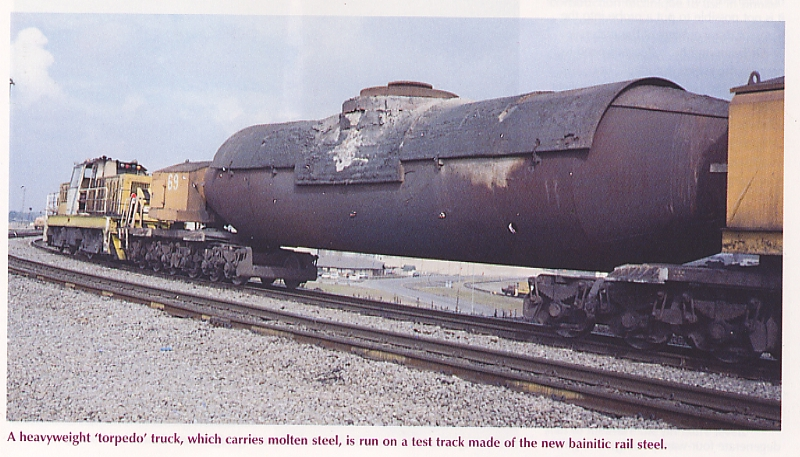 69
A heavyweight 'torpedo' truck, which carries molten steel, is run on a test track made of the new bainitic rail steel.